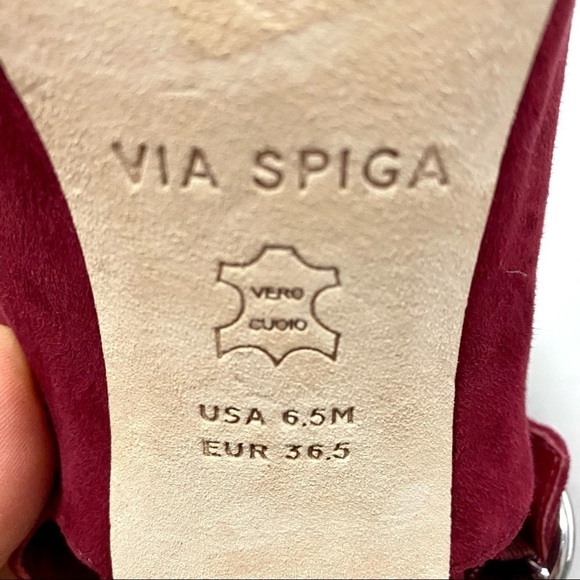 VIA SPIGA
VERO
CUOIO
USA 6.5M
EUR 36.5